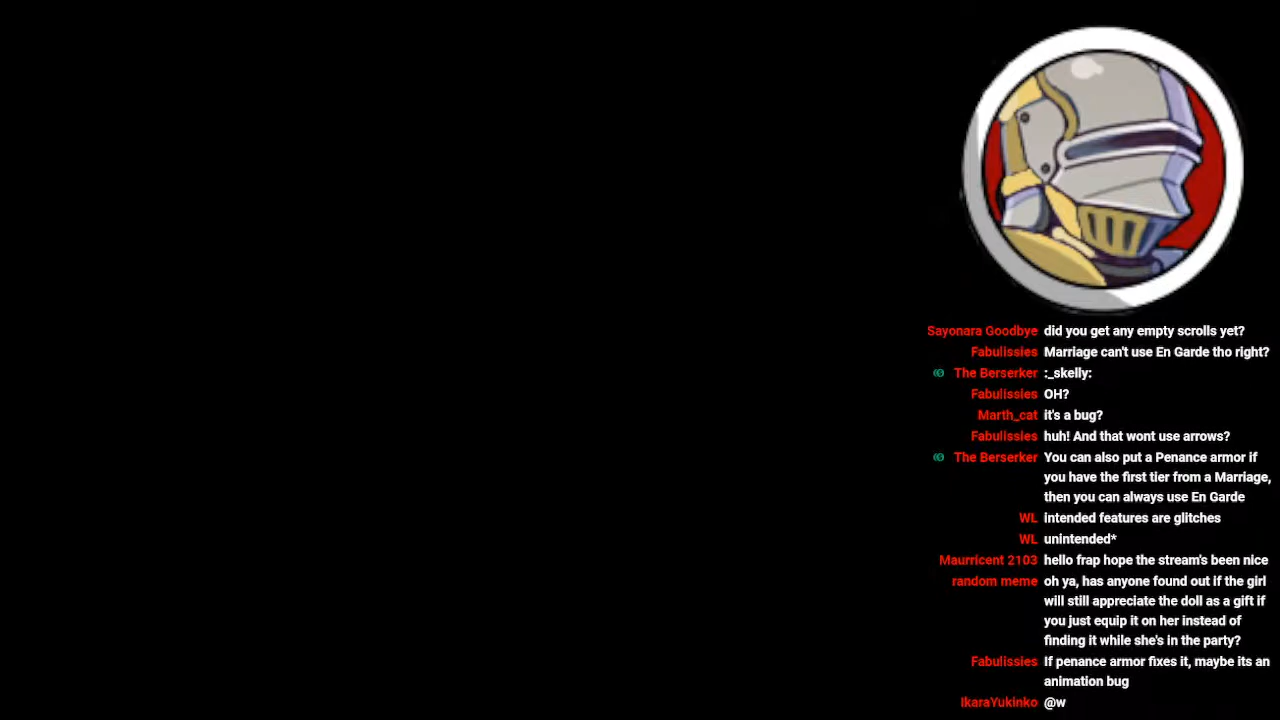 Sayonara Goodbye did you get any empty scrolls yet?
Fabulissies Marriage can't use En Garde tho right?
The Berserker :_skelly:
Fabulissies OH?
Marth_cat it's a bug?
Fabulissies huh! And that wont use arrows?
The Berserker You can also put a Penance armor if
you have the first tier from a Marriage,
then you can always use En Garde
WL intended features are glitches
WL unintended*
Maurricent 2103 hello frap hope the stream's been nice
random meme oh ya, has anyone found out if the girl
will still appreciate the doll as a gift if
you just equip it on her instead of
finding it while she's in the party?
Fabulissies If penance armor fixes it, maybe its an
animation bug
IkaraYukinko @w